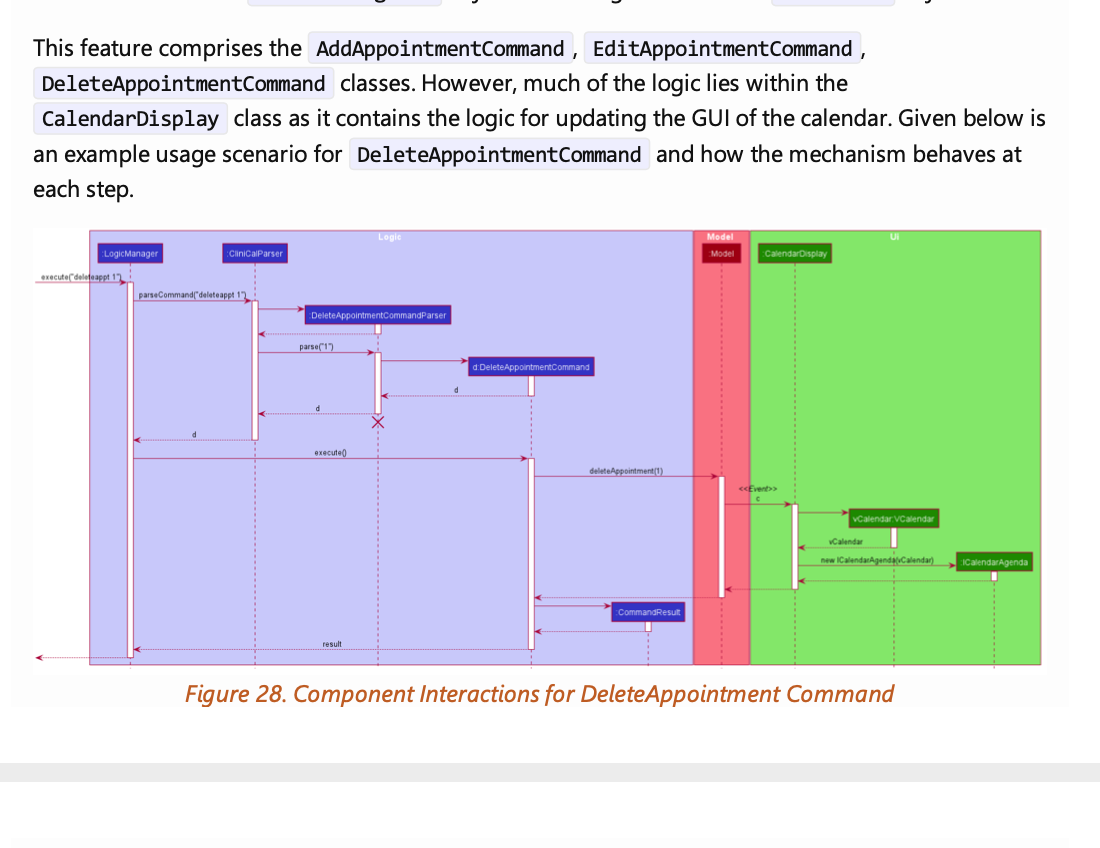 This feature comprises the AddAppointmentCommand , EditAppointmentCommand ,
DeleteAppointmentCommand classes. However, much of the logic lies within the
CalendarDisplay class as it contains the logic for updating the GUI of the calendar. Given below is
an example usage scenario for DeleteAppointmentCommand and how the mechanism behaves at
each step.
Logic
Model
Ui
:LogicManager
:CliniCalParser
:Model
:CalendarDisplay
execute("deleteappt 1")
parseCommand("deleteappt 1")
:DeleteAppointmentCommandParser
parse("1")
d:DeleteAppointmentCommand
d
d
d
execute()
deleteAppointment(1)
<<Event>>
c
vCalendar:VCalendar
vCalendar
new ICalendarAgenda(vCalendar)
:ICalendarAgenda
:CommandResult
result
Figure 28. Component Interactions for DeleteAppointment Command